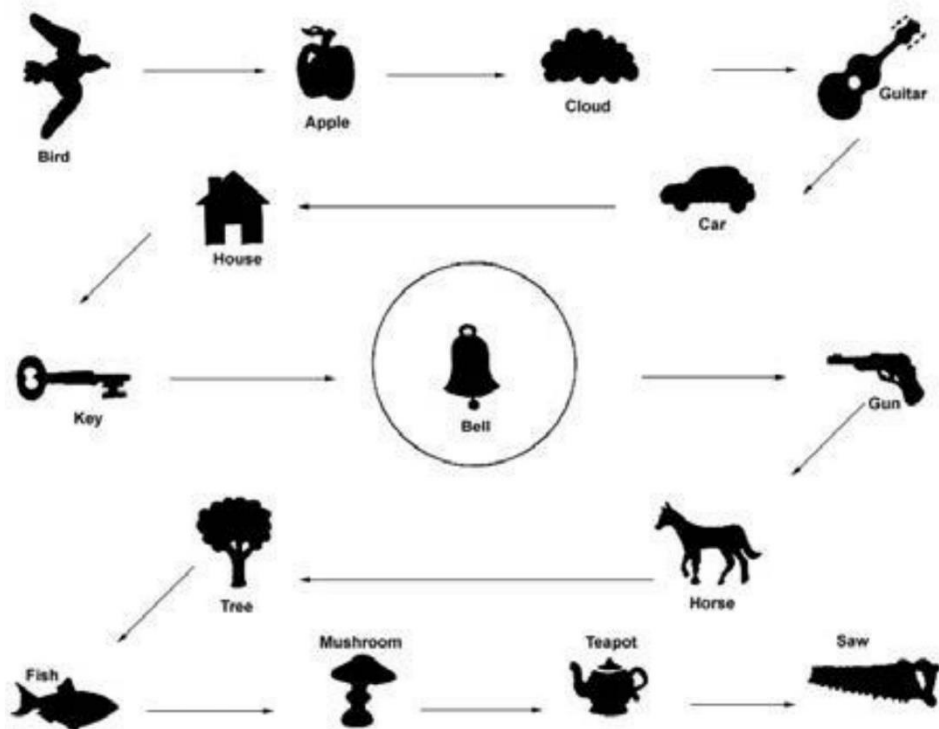 Bird
Apple
Cloud
Guitar
Car
House
Key
Bell
Gun
Horse
Tree
Fish
Mushroom
Teapot
Saw